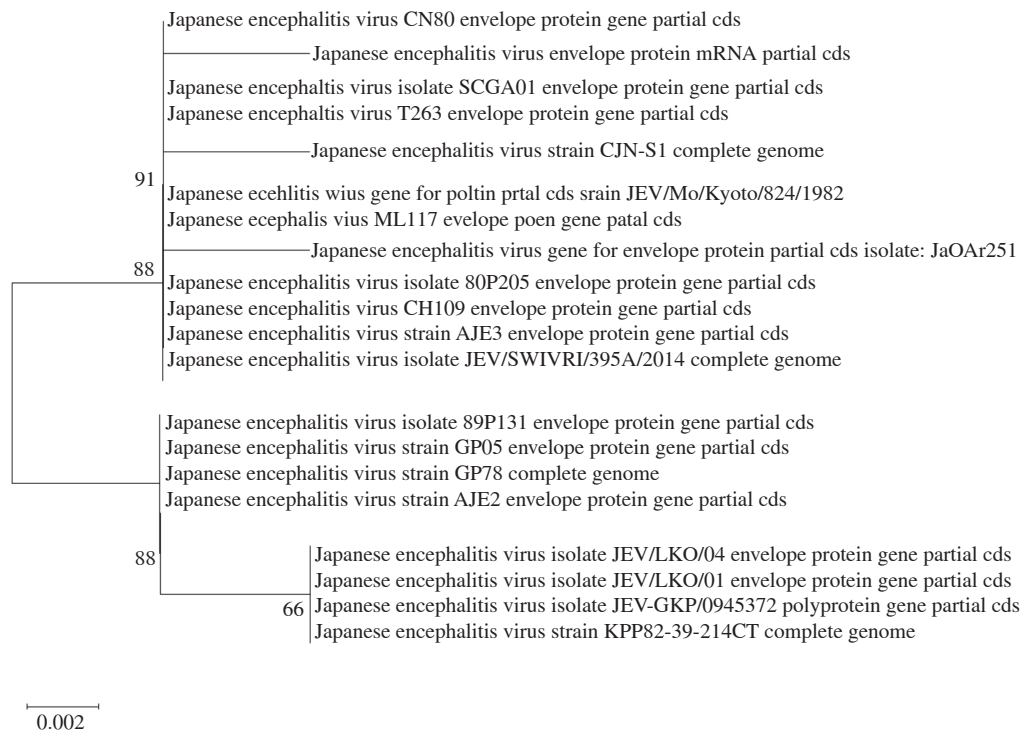 Japanese encephalitis virus CN80 envelope protein gene partial cds
Japanese encephalitis virus envelope protein mRNA partial cds
Japanese encephaltis virus isolate SCGA01 envelope protein gene partial cds
Japanese encephaltis virus T263 envelope protein gene partial cds
Japanese encephalitis virus strain CJN-S1 complete genome
91
Japanese ecehlitis wius gene for poltin prtal cds srain JEV/Mo/Kyoto/824/1982
Japanese ecephalis vius ML117 evelope poen gene patal cds
Japanese encephalitis virus gene for envelope protein partial cds isolate: JaOAr251
88
Japanese encephalitis virus isolate 80P205 envelope protein gene partial cds
Japanese encephalitis virus CH109 envelope protein gene partial cds
Japanese encephalitis virus strain AJE3 envelope protein gene partial cds
Japanese encephalitis virus isolate JEV/SWIVRI/395A/2014 complete genome
Japanese encephalitis virus isolate 89P131 envelope protein gene partial cds
Japanese encephalitis virus strain GP05 envelope protein gene partial cds
Japanese encephalitis virus strain GP78 complete genome
Japanese encephalitis virus strain AJE2 envelope protein gene partial cds
88
Japanese encephalitis virus isolate JEV/LKO/04 envelope protein gene partial cds
Japanese encephalitis virus isolate JEV/LKO/01 envelope protein gene partial cds
66
Japanese encephalitis virus isolate JEV-GKP/0945372 polyprotein gene partial cds
Japanese encephalitis virus strain KPP82-39-214CT complete genome
0.002